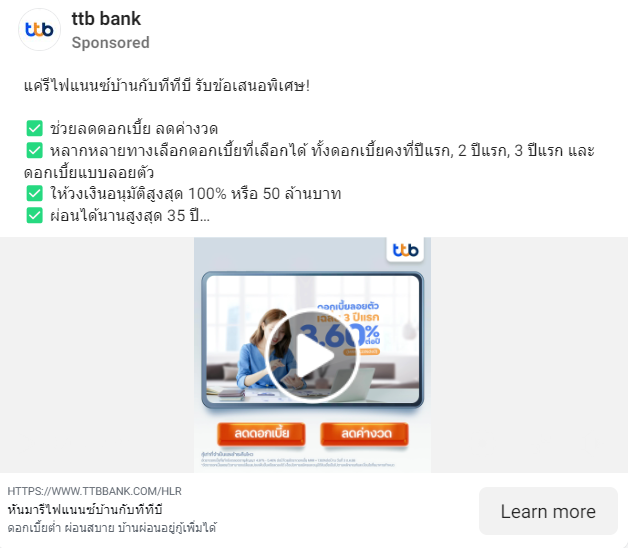 ttb
ttb bank
Sponsored
แค่รีไฟแนนซ์บ้านกับทีทีบี รับข้อเสนอพิเศษ!
✅ ช่วยลดดอกเบี้ย ลดค่างวด
✅ หลากหลายทางเลือกดอกเบี้ยที่เลือกได้ ทั้งดอกเบี้ยคงที่ปีแรก, 2 ปีแรก, 3 ปีแรก และ
ดอกเบี้ยแบบลอยตัว
✅ ให้วงเงินอนุมัติสูงสุด 100% หรือ 50 ล้านบาท
✅ ผ่อนได้นานสูงสุด 35 ปี...
ttb
ดอกเบี้ยลอยตัว
เฉลี่ย 3 ปีแรก
3.60%
ต่อปี
ลดดอกเบี้ย
ลดค่างวด
HTTPS://WWW.TTBBANK.COM/HLR
หันมารีไฟแนนซ์บ้านกับทีทีบี
ดอกเบี้ยต่ำ ผ่อนสบาย บ้านผ่อนอยู่กู้เพิ่มได้
Learn more